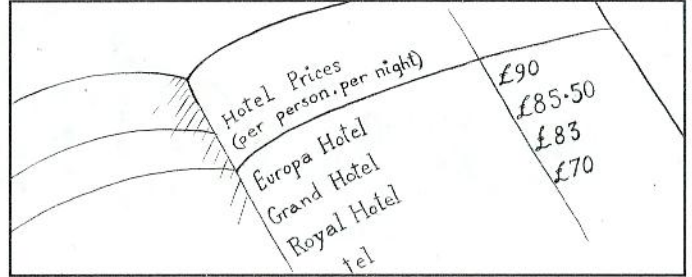 Hotel Prices
(per person. per night)
Europa Hotel £90
Grand Hotel £85·50
Royal Hotel £83
tel £70